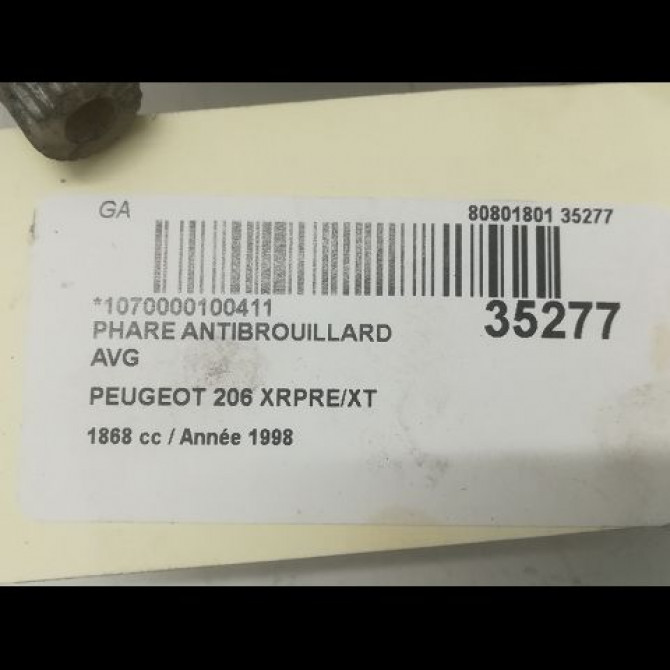 GA
80801801 35277
*1070000100411
35277
PHARE ANTIBROUILLARD
AVG
PEUGEOT 206 XRPRE/XT
1868 cc / Année 1998